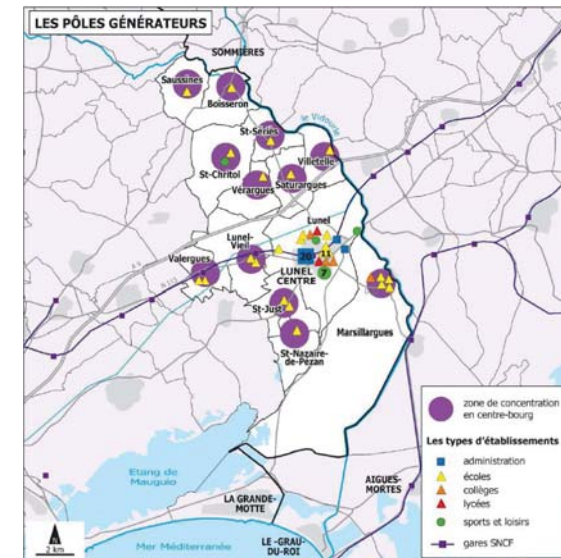 LES PÔLES GÉNÉRATEURS
SOMMIÈRES
Saussines
Boisseron
le Vidourle
St-Sériès
Villetelle
St-Christol
Vérargues
Saturargues
Lunel
Lunel-
Vieil
Valergues
20
11
LUNEL
CENTRE
7
St-Just
Marsillargues
St-Nazaire-
de-Pézan
zone de concentration
en centre-bourg
Les types d'établissements
administration
écoles
collèges
lycées
sports et loisirs
gares SNCF
Etang de
Mauguio
LA GRANDE-
MOTTE
AIGUES-
MORTES
LE -GRAU-
DU-ROI
Mer Méditerranée
N
2 km